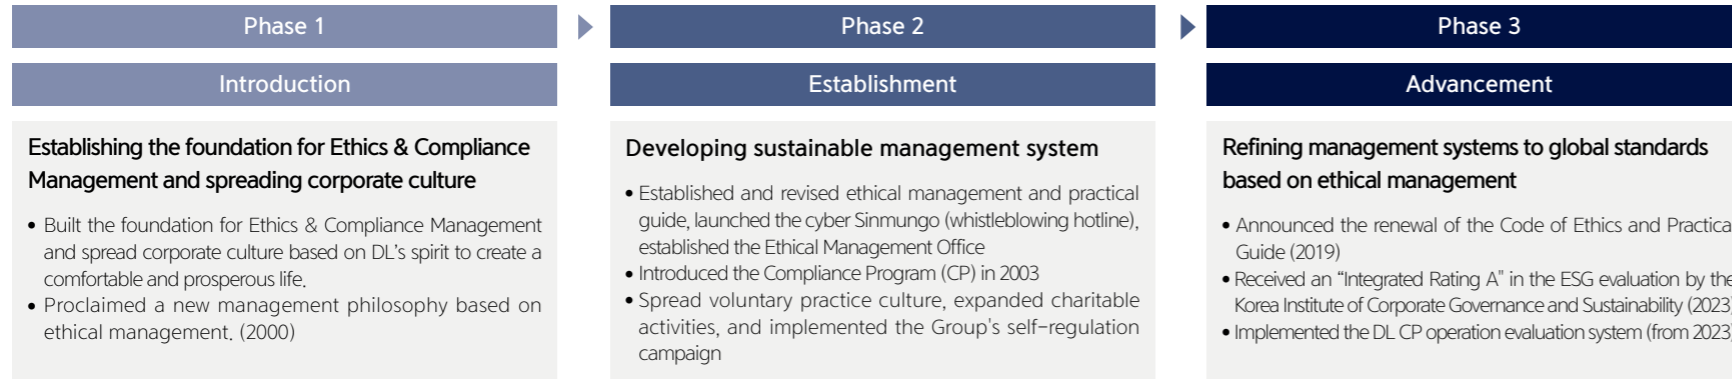 Phase 1
Introduction
Establishing the foundation for Ethics & Compliance
Management and spreading corporate culture
• Built the foundation for Ethics & Compliance Management
and spread corporate culture based on DL's spirit to create a
comfortable and prosperous life.
• Proclaimed a new management philosophy based on
ethical management. (2000)
Phase 2
Establishment
Developing sustainable management system
• Established and revised ethical management and practical
guide, launched the cyber Sinmungo (whistleblowing hotline),
established the Ethical Management Office
• Introduced the Compliance Program (CP) in 2003
• Spread voluntary practice culture, expanded charitable
activities, and implemented the Group's self-regulation
campaign
Phase 3
Advancement
Refining management systems to global standards
based on ethical management
• Announced the renewal of the Code of Ethics and Practical
Guide (2019)
• Received an “Integrated Rating A" in the ESG evaluation by the
Korea Institute of Corporate Governance and Sustainability (2023)
• Implemented the DL CP operation evaluation system (from 2023)